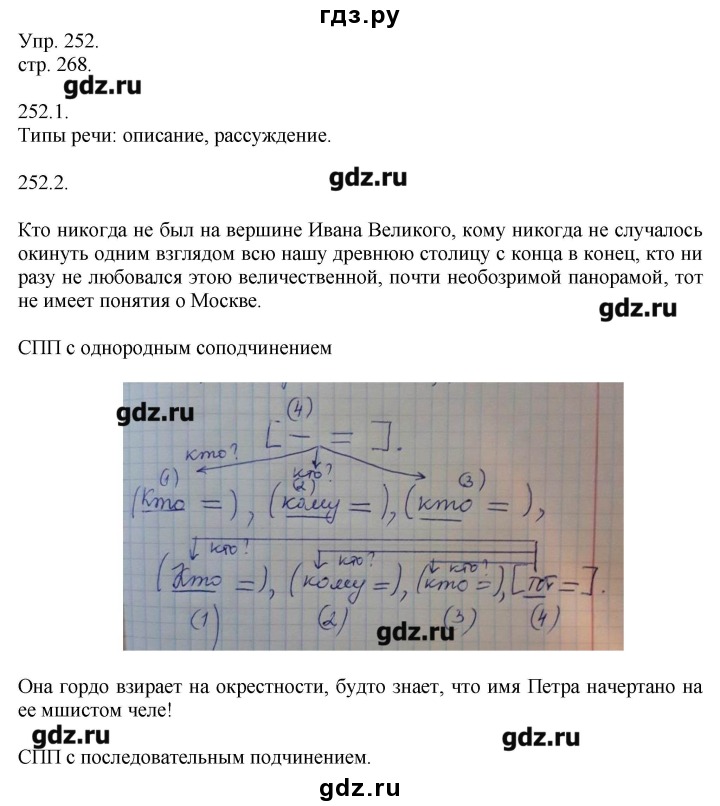 гдз.ру
Упр. 252.
стр. 268.
gdz.ru
252.1.
Типы речи: описание, рассуждение.
252.2.
gdz.ru
Кто никогда не был на вершине Ивана Великого, кому никогда не случалось
окинуть одним взглядом всю нашу древнюю столицу с конца в конец, кто ни
разу не любовался этою величественной, почти необозримой панорамой, тот
не имеет понятия о Москве.
gdz.ru
СПП с однородным соподчинением
gdz.ru
(4)
[ — = ].
кто? кто?
(1) (2) (3)
(Кто =), (кому =), (кто =),
кто? кто? кто?
(Кто =), (кому =), (кто =), [тот =].
(1) (2) (3) (4)
gdz.ru
Она гордо взирает на окрестности, будто знает, что имя Петра начертано на
ее мшистом челе!
gdz.ru
gdz.ru
СПП с последовательным подчинением.
gdz.ru